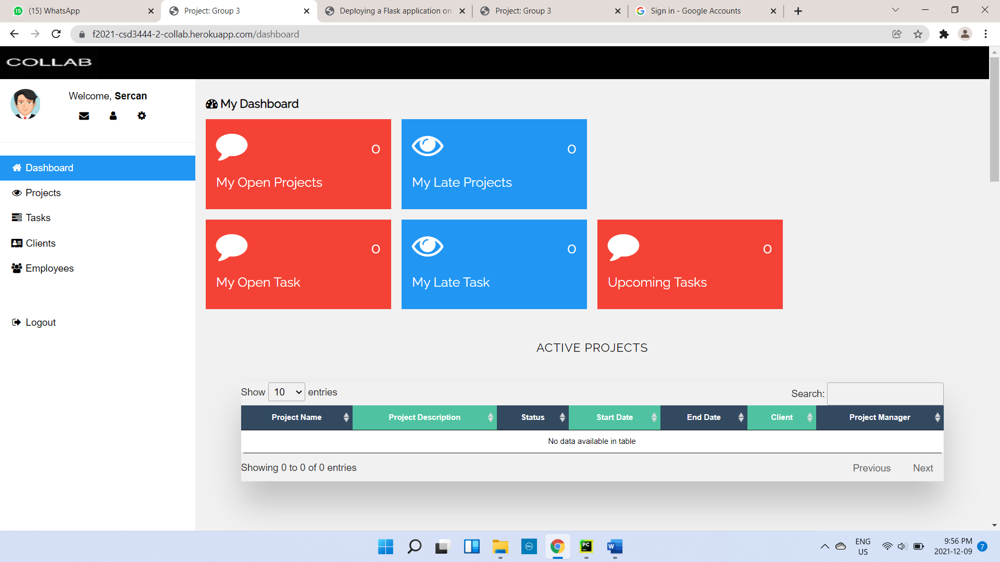 15
(15) WhatsApp
Project: Group 3
Deploying a Flask application on
Project: Group 3
Sign in - Google Accounts
f2021-csd3444-2-collab.herokuapp.com/dashboard
COLLAB
Welcome, Sercan
My Dashboard
0
0
My Open Projects
My Late Projects
Dashboard
Projects
Tasks
Clients
Employees
Logout
0
0
0
My Open Task
My Late Task
Upcoming Tasks
ACTIVE PROJECTS
Show 10 entries
Search:
Project Name Project Description Status Start Date End Date Client Project Manager
No data available in table
Showing 0 to 0 of 0 entries
Previous Next
DELL
PC
W
ENG
US
9:56 PM
2021-12-09
7